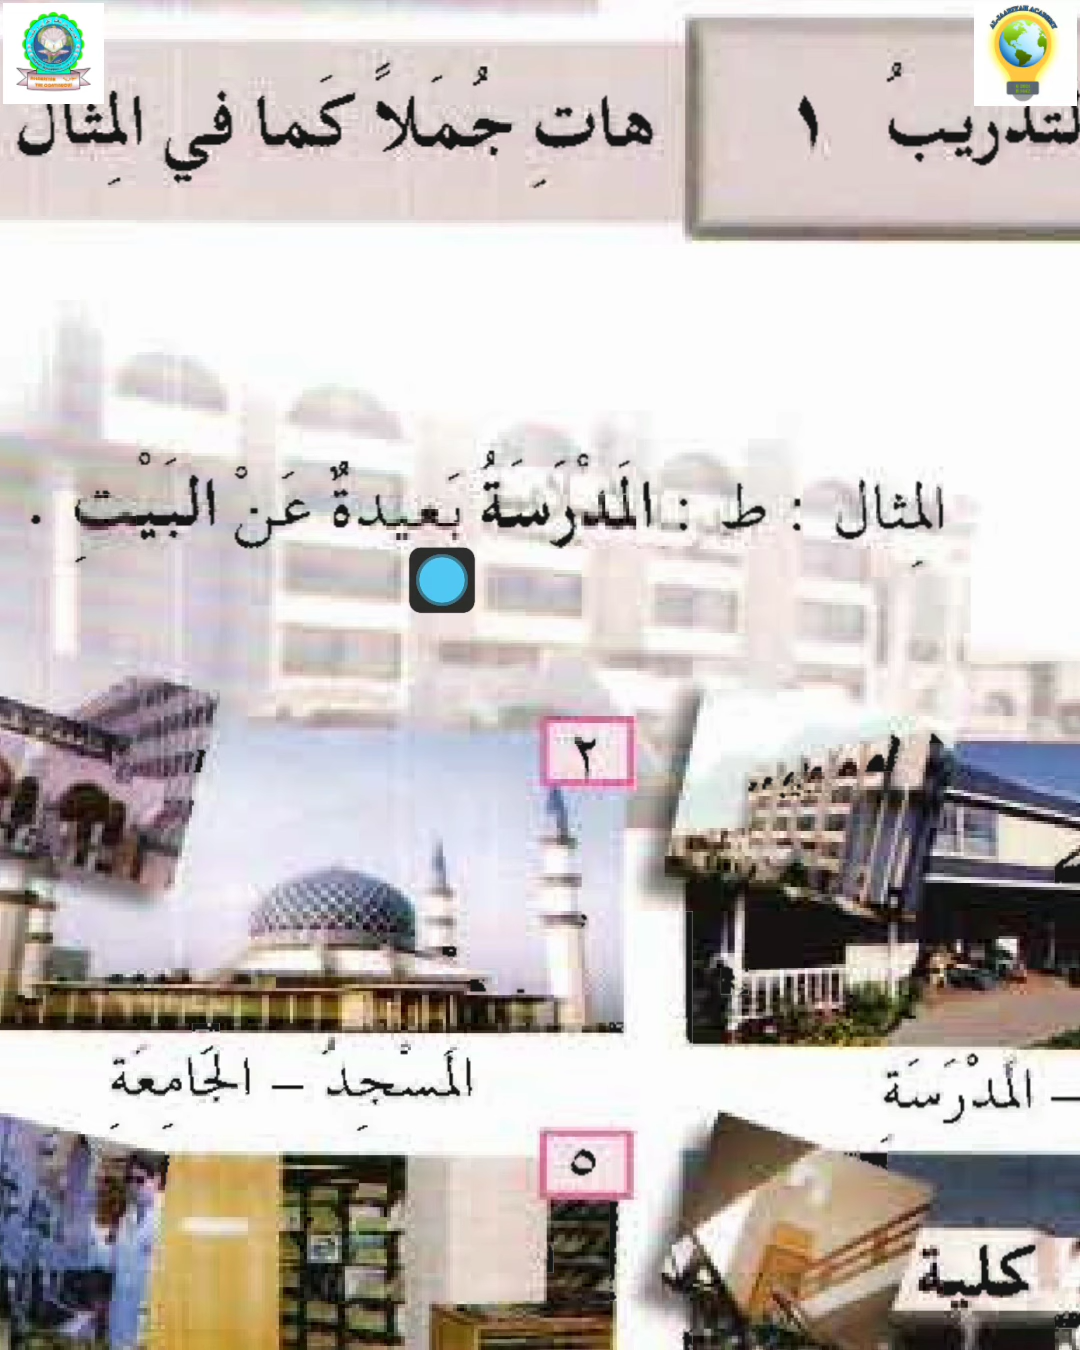 التدريبُ ١ هاتِ جُمَلاً كَما في المِثال
المِثال : ط : المَدْرَسَةُ بَعيدةٌ عَنْ البَيْتِ .
٢
– المَدْرَسَةِ
المَسْجِدُ – الجَامِعَةِ
٥
كلية